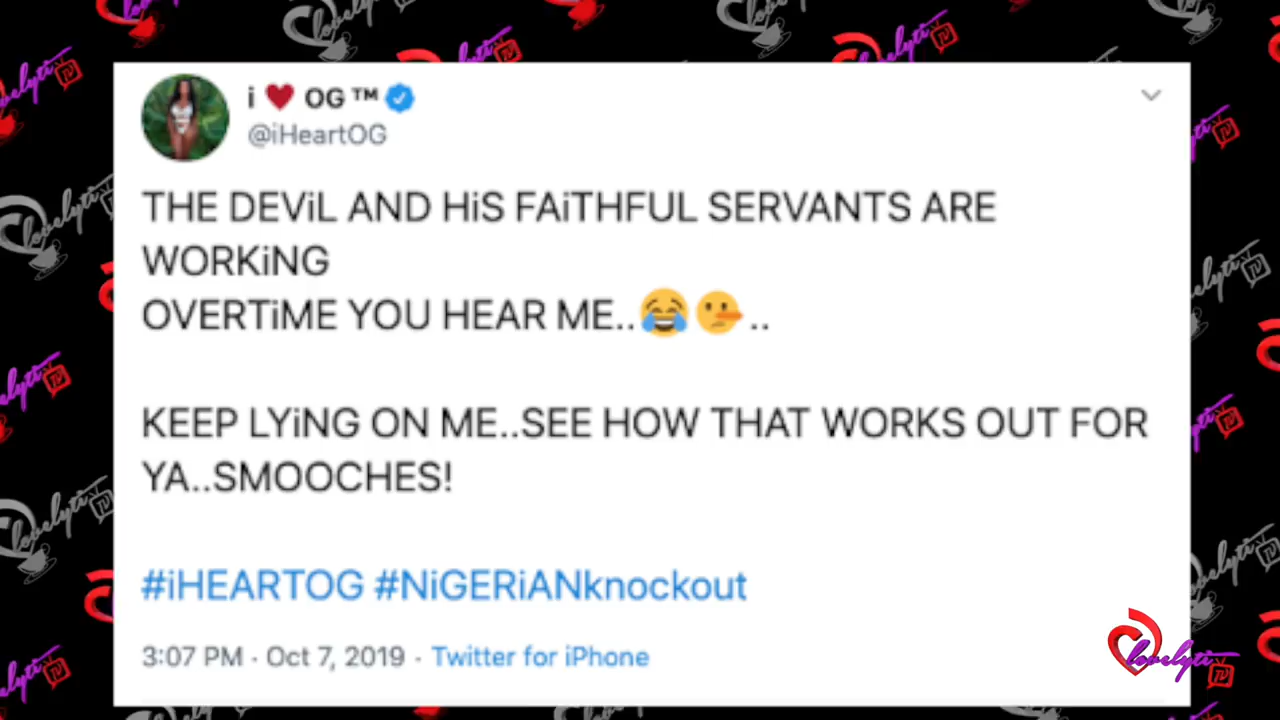 i ❤️ OG ™
@iHeartOG
THE DEViL AND HiS FAiTHFUL SERVANTS ARE
WORKiNG
OVERTiME YOU HEAR ME..😂🤥..
KEEP LYiNG ON ME..SEE HOW THAT WORKS OUT FOR
YA..SMOOCHES!
#iHEARTOG #NiGERiANknockout
3:07 PM · Oct 7, 2019 · Twitter for iPhone
lovelyti TV